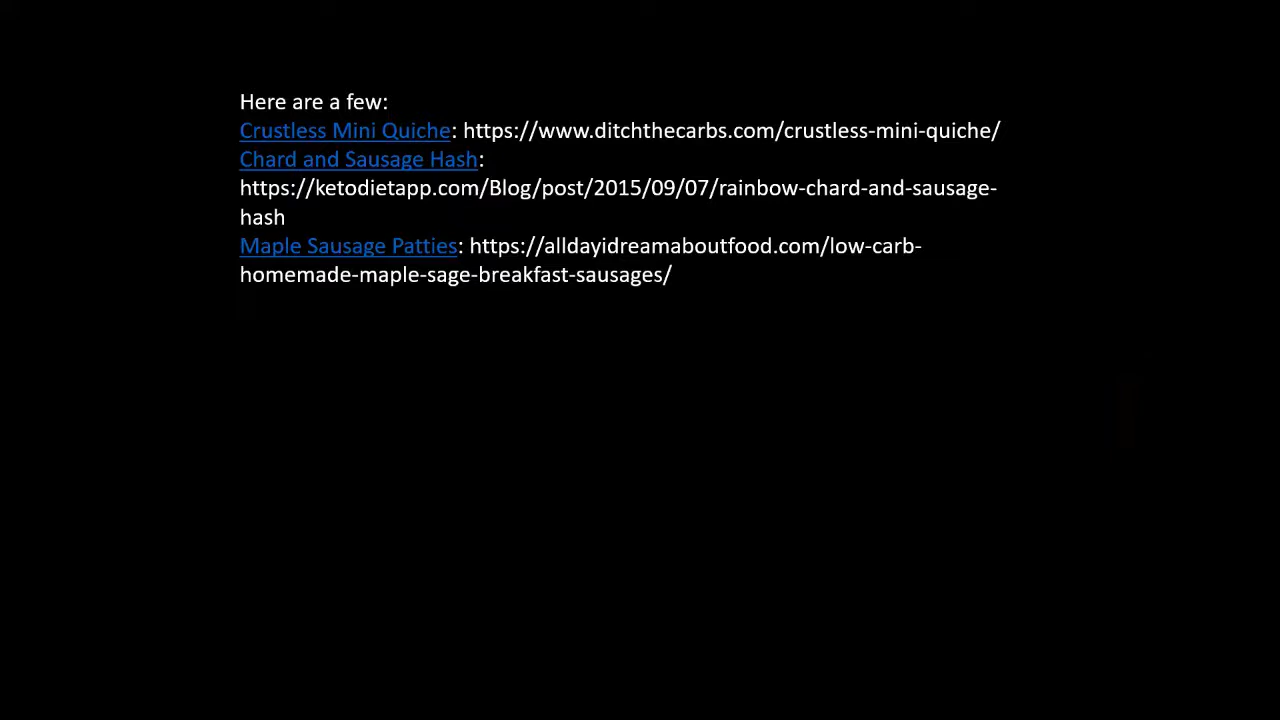 Here are a few:
Crustless Mini Quiche: https://www.ditchthecarbs.com/crustless-mini-quiche/
Chard and Sausage Hash:
https://ketodietapp.com/Blog/post/2015/09/07/rainbow-chard-and-sausage-
hash
Maple Sausage Patties: https://alldayidreamaboutfood.com/low-carb-
homemade-maple-sage-breakfast-sausages/